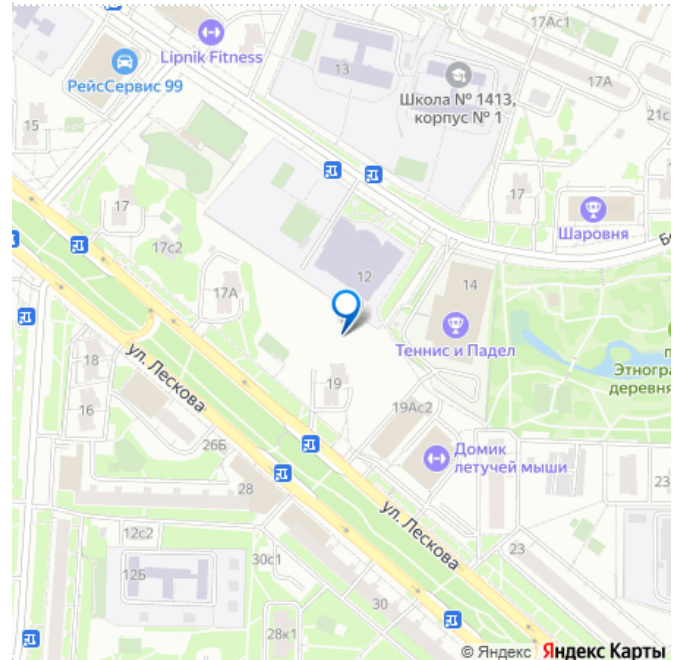 17Ас1
Lipnik Fitness
РейсСервис 99
13
17А
Школа № 1413,
корпус № 1
21с
15
17
17
Шаровня
17с2
12
14
17А
Теннис и Падел
Этногра
деревня
ул. Лескова
18
19
16
19Ас2
26Б
Домик
летучей мыши
28
23
ул. Лескова
12с2
23
30с1
12Б
30
28к1
© Яндекс Яндекс Карты